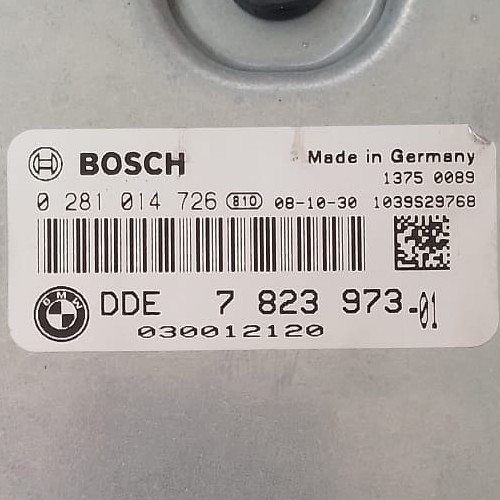 BOSCH Made in Germany
1375 0089
0 281 014 726 810 08-10-30 1039S29768
BMW DDE 7 823 973-01
030012120